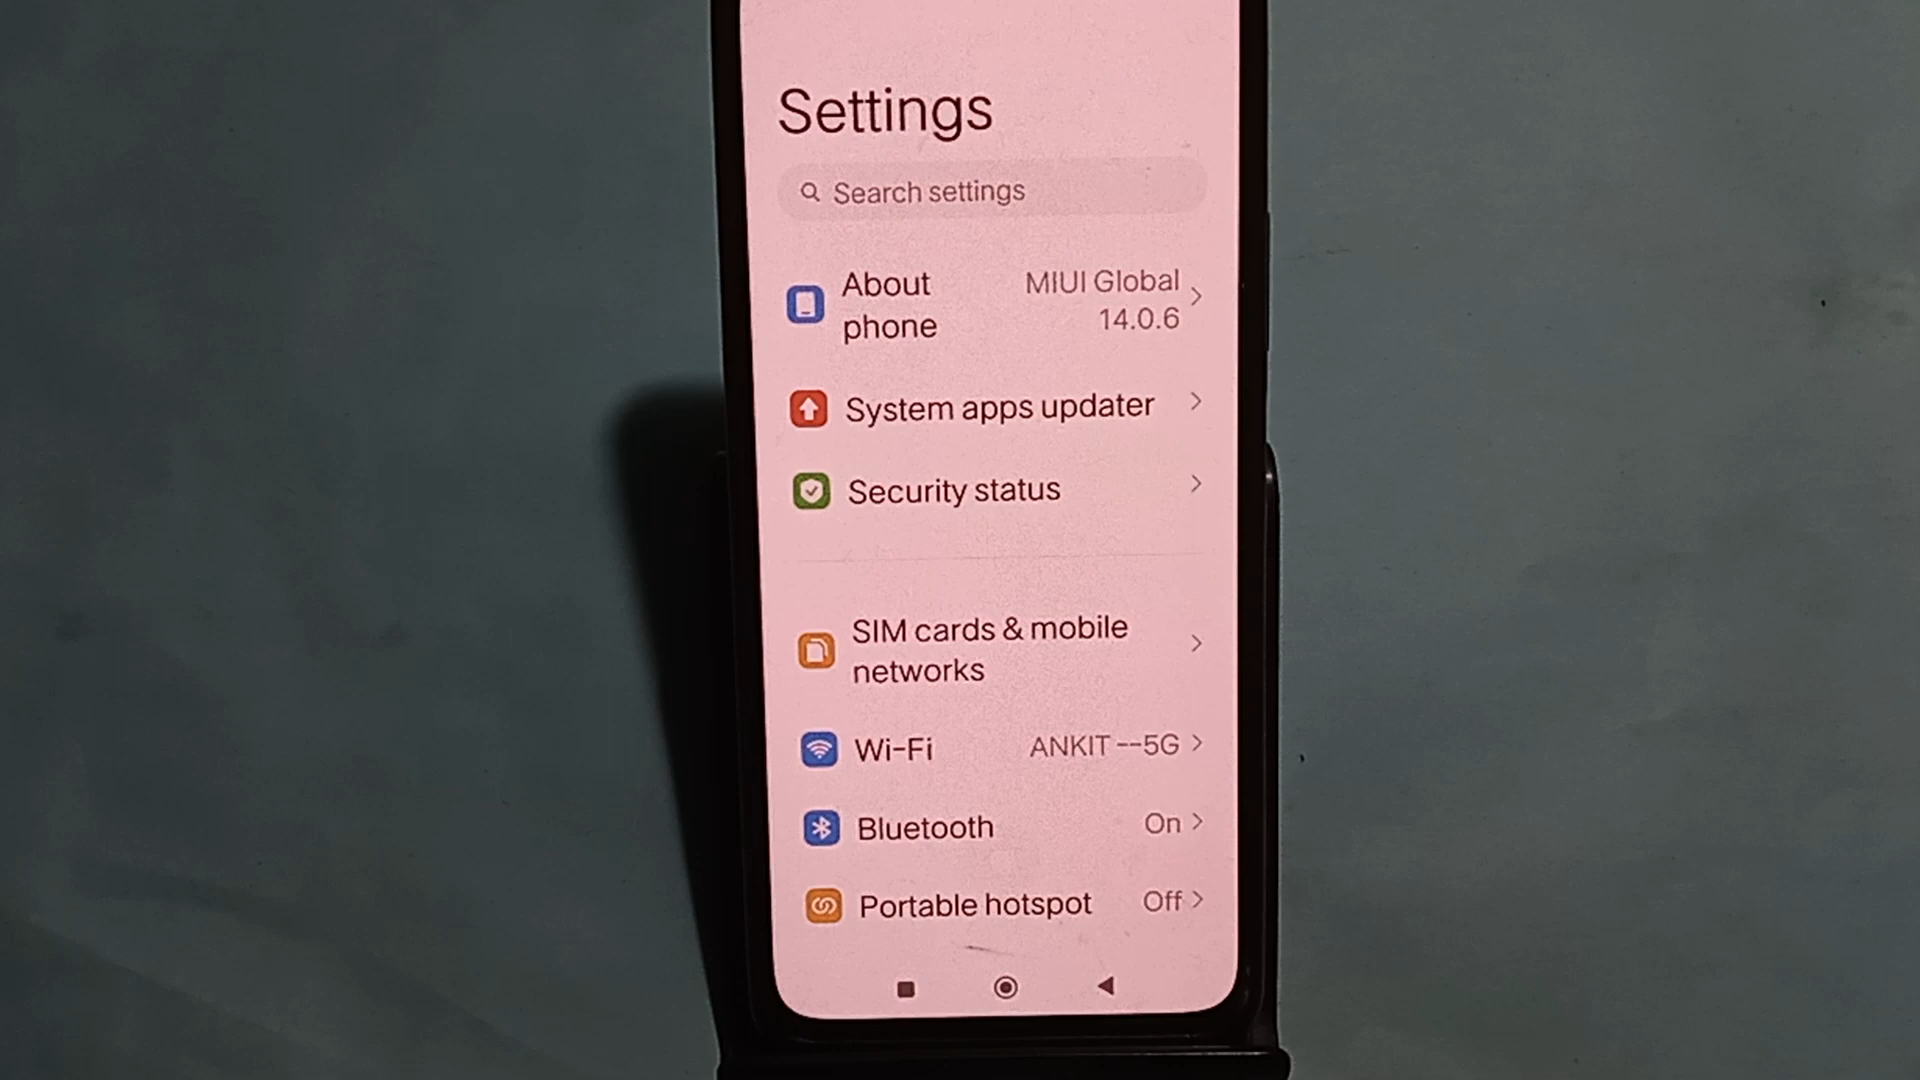 Settings
Search settings
About
phone
MIUI Global
14.0.6
System apps updater
Security status
SIM cards & mobile
networks
Wi-Fi
ANKIT --5G
Bluetooth
On
Portable hotspot
Off